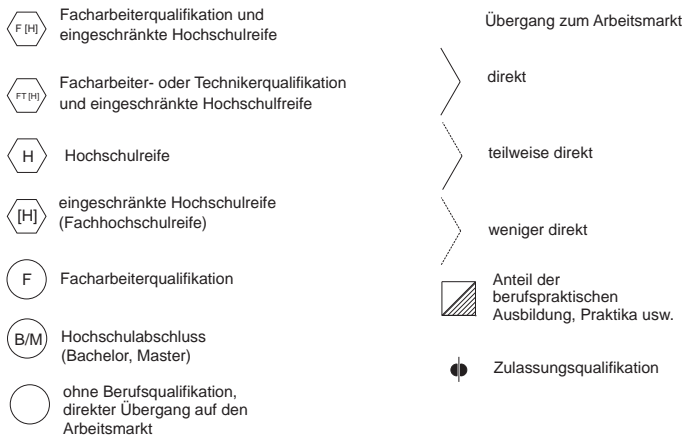 F [H]
Facharbeiterqualifikation und
eingeschränkte Hochschulreife
FT [H]
Facharbeiter- oder Technikerqualifikation
und eingeschränkte Hochschulfreife
H
Hochschulreife
[H]
eingeschränkte Hochschulreife
(Fachhochschulreife)
F
Facharbeiterqualifikation
B/M
Hochschulabschluss
(Bachelor, Master)
ohne Berufsqualifikation,
direkter Übergang auf den
Arbeitsmarkt
Übergang zum Arbeitsmarkt
direkt
teilweise direkt
weniger direkt
Anteil der
berufspraktischen
Ausbildung, Praktika usw.
Zulassungsqualifikation